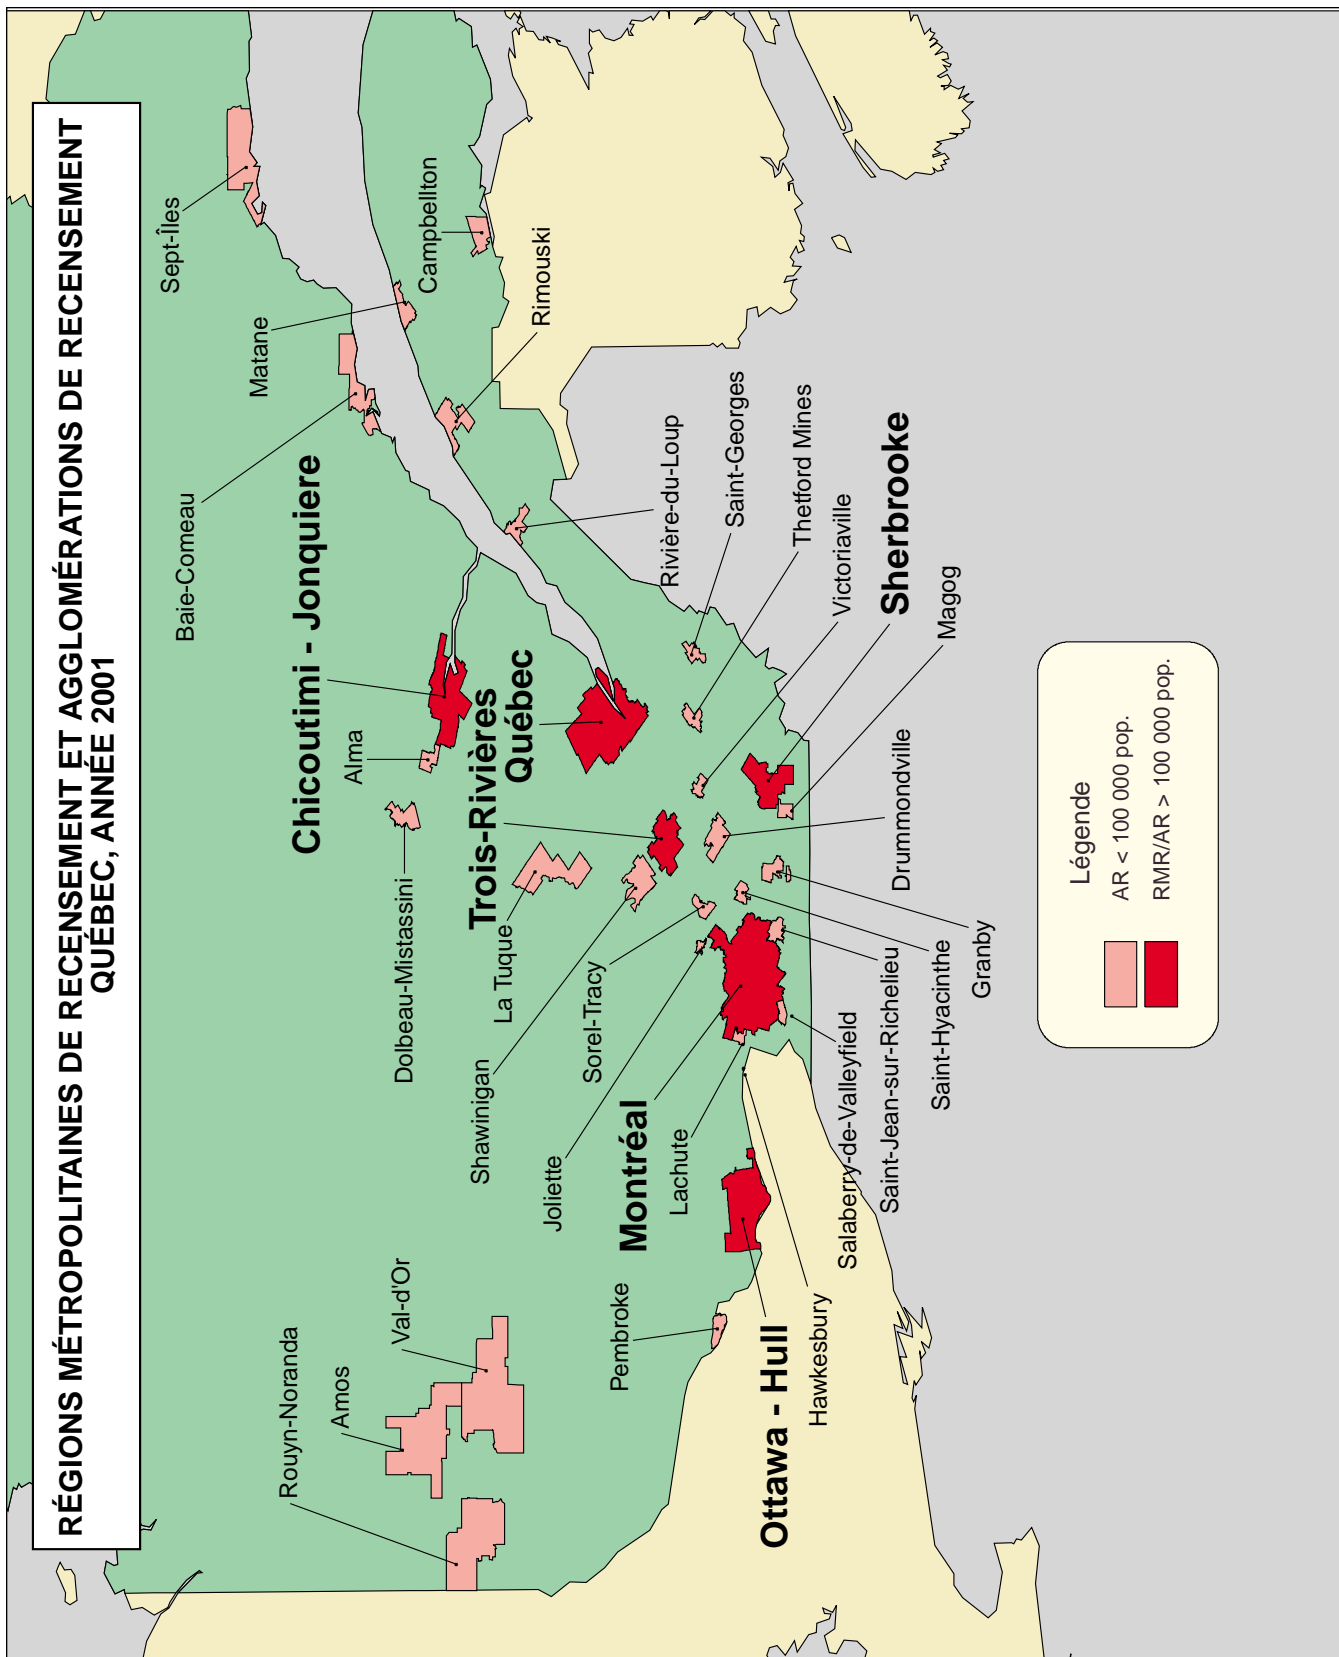 RÉGIONS MÉTROPOLITAINES DE RECENSEMENT ET AGGLOMÉRATIONS DE RECENSEMENT
QUÉBEC, ANNÉE 2001
Sept-Îles
Baie-Comeau
Matane
Campbellton
Rimouski
Chicoutimi - Jonquiere
Alma
Dolbeau-Mistassini
Rouyn-Noranda
Amos
Val-d'Or
La Tuque
Trois-Rivières
Québec
Shawinigan
Sorel-Tracy
Joliette
Montréal
Lachute
Pembroke
Ottawa - Hull
Hawkesbury
Rivière-du-Loup
Saint-Georges
Thetford Mines
Victoriaville
Sherbrooke
Magog
Drummondville
Granby
Saint-Hyacinthe
Saint-Jean-sur-Richelieu
Salaberry-de-Valleyfield
Légende
AR < 100 000 pop.
RMR/AR > 100 000 pop.